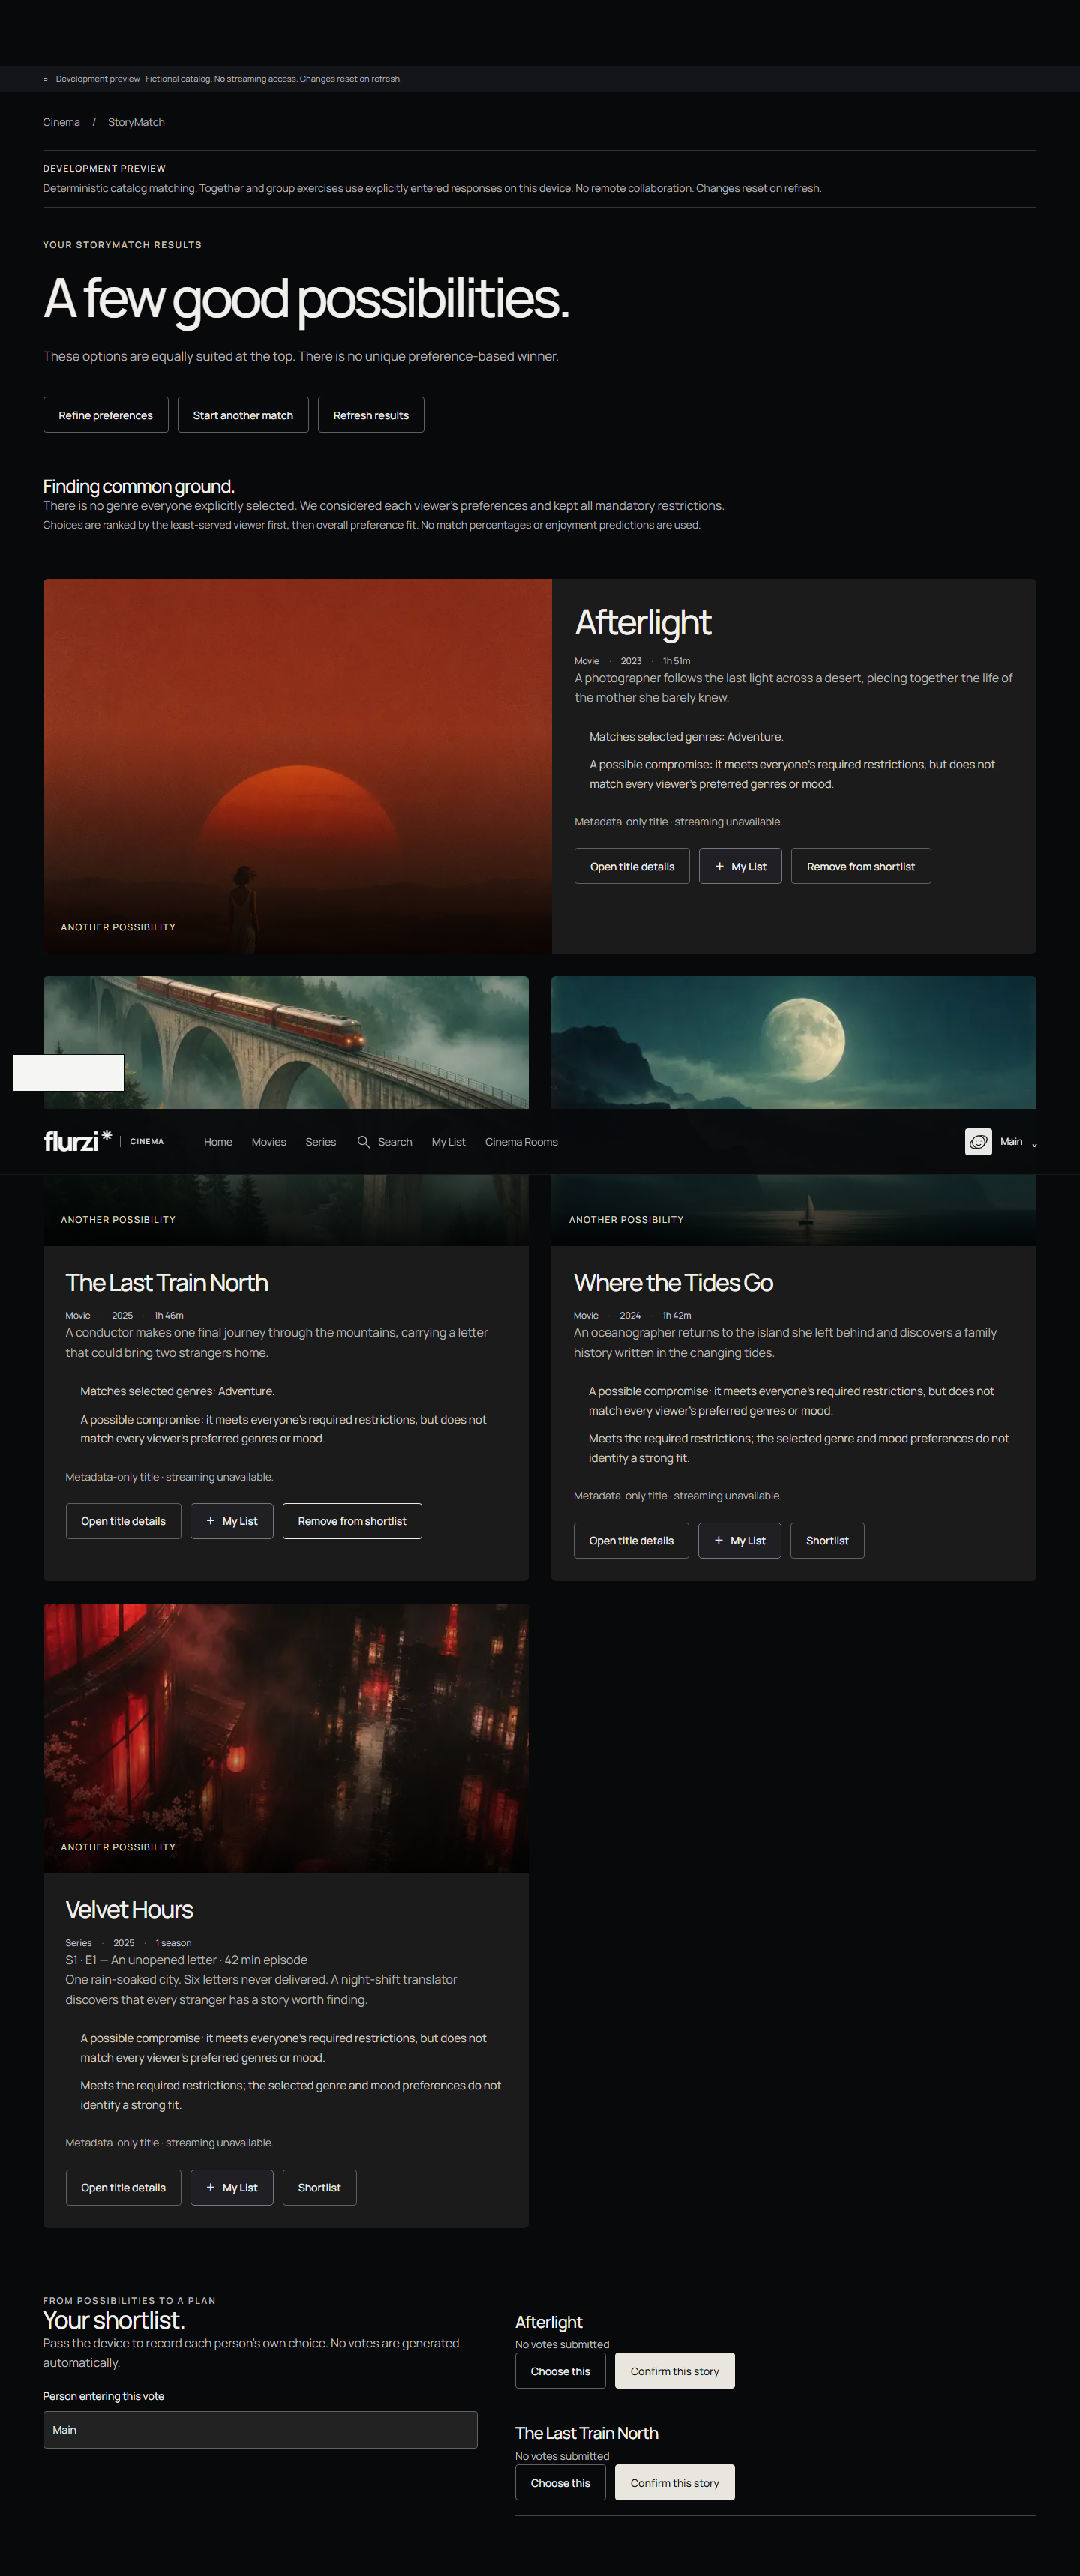 Development preview · Fictional catalog. No streaming access. Changes reset on refresh.
Cinema / StoryMatch
DEVELOPMENT PREVIEW
Deterministic catalog matching. Together and group exercises use explicitly entered responses on this device. No remote collaboration. Changes reset on refresh.
YOUR STORYMATCH RESULTS
A few good possibilities.
These options are equally suited at the top. There is no unique preference-based winner.
Refine preferences Start another match Refresh results
Finding common ground.
There is no genre everyone explicitly selected. We considered each viewer's preferences and kept all mandatory restrictions.
Choices are ranked by the least-served viewer first, then overall preference fit. No match percentages or enjoyment predictions are used.
ANOTHER POSSIBILITY
Afterlight
Movie · 2023 · 1h 51m
A photographer follows the last light across a desert, piecing together the life of
the mother she barely knew.
Matches selected genres: Adventure.
A possible compromise: it meets everyone's required restrictions, but does not
match every viewer's preferred genres or mood.
Metadata-only title · streaming unavailable.
Open title details + My List Remove from shortlist
flurzi* | CINEMA Home Movies Series Search My List Cinema Rooms Main
ANOTHER POSSIBILITY
The Last Train North
Movie · 2025 · 1h 46m
A conductor makes one final journey through the mountains, carrying a letter
that could bring two strangers home.
Matches selected genres: Adventure.
A possible compromise: it meets everyone's required restrictions, but does not
match every viewer's preferred genres or mood.
Metadata-only title · streaming unavailable.
Open title details + My List Remove from shortlist
ANOTHER POSSIBILITY
Where the Tides Go
Movie · 2024 · 1h 42m
An oceanographer returns to the island she left behind and discovers a family
history written in the changing tides.
A possible compromise: it meets everyone's required restrictions, but does not
match every viewer's preferred genres or mood.
Meets the required restrictions; the selected genre and mood preferences do not
identify a strong fit.
Metadata-only title · streaming unavailable.
Open title details + My List Shortlist
ANOTHER POSSIBILITY
Velvet Hours
Series · 2025 · 1 season
S1 · E1 — An unopened letter · 42 min episode
One rain-soaked city. Six letters never delivered. A night-shift translator
discovers that every stranger has a story worth finding.
A possible compromise: it meets everyone's required restrictions, but does not
match every viewer's preferred genres or mood.
Meets the required restrictions; the selected genre and mood preferences do not
identify a strong fit.
Metadata-only title · streaming unavailable.
Open title details + My List Shortlist
FROM POSSIBILITIES TO A PLAN
Your shortlist.
Pass the device to record each person's own choice. No votes are generated
automatically.
Person entering this vote
Main
Afterlight
No votes submitted
Choose this Confirm this story
The Last Train North
No votes submitted
Choose this Confirm this story